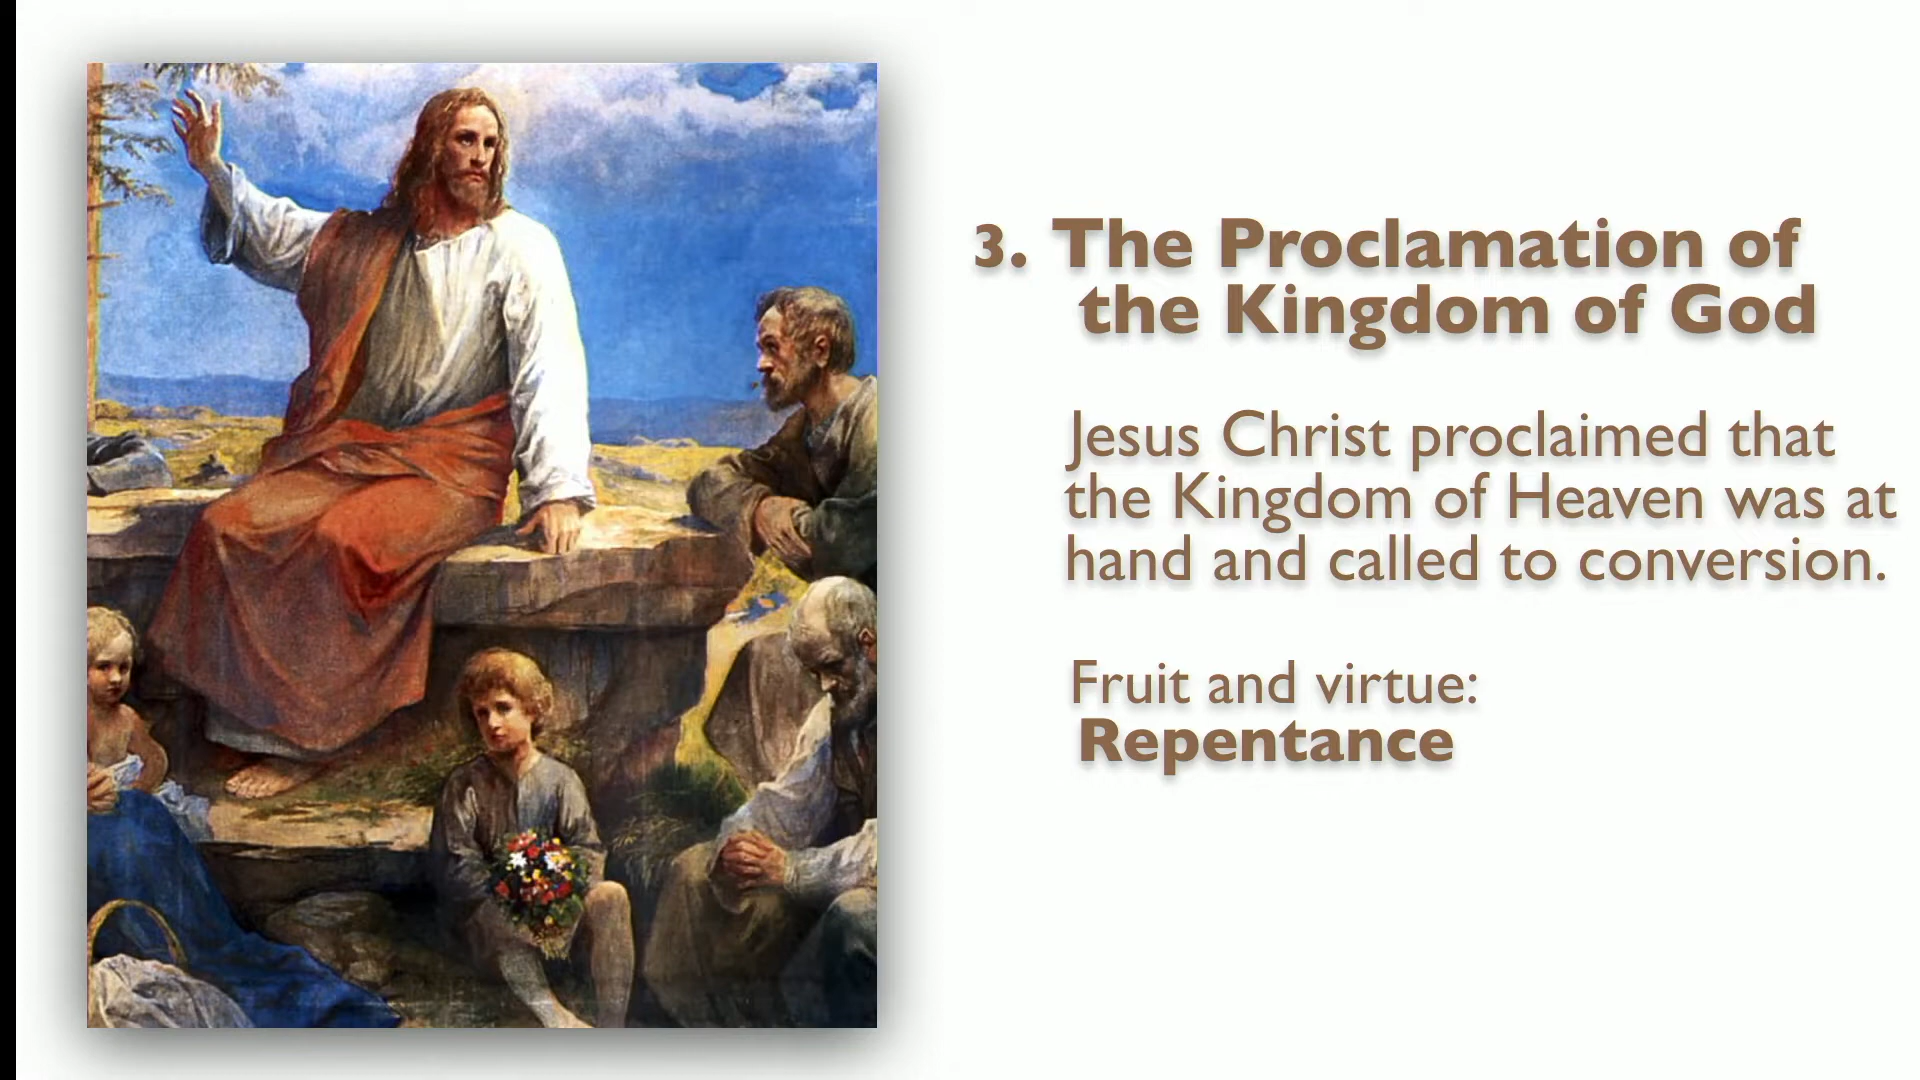 3. The Proclamation of
the Kingdom of God
Jesus Christ proclaimed that
the Kingdom of Heaven was at
hand and called to conversion.
Fruit and virtue:
Repentance